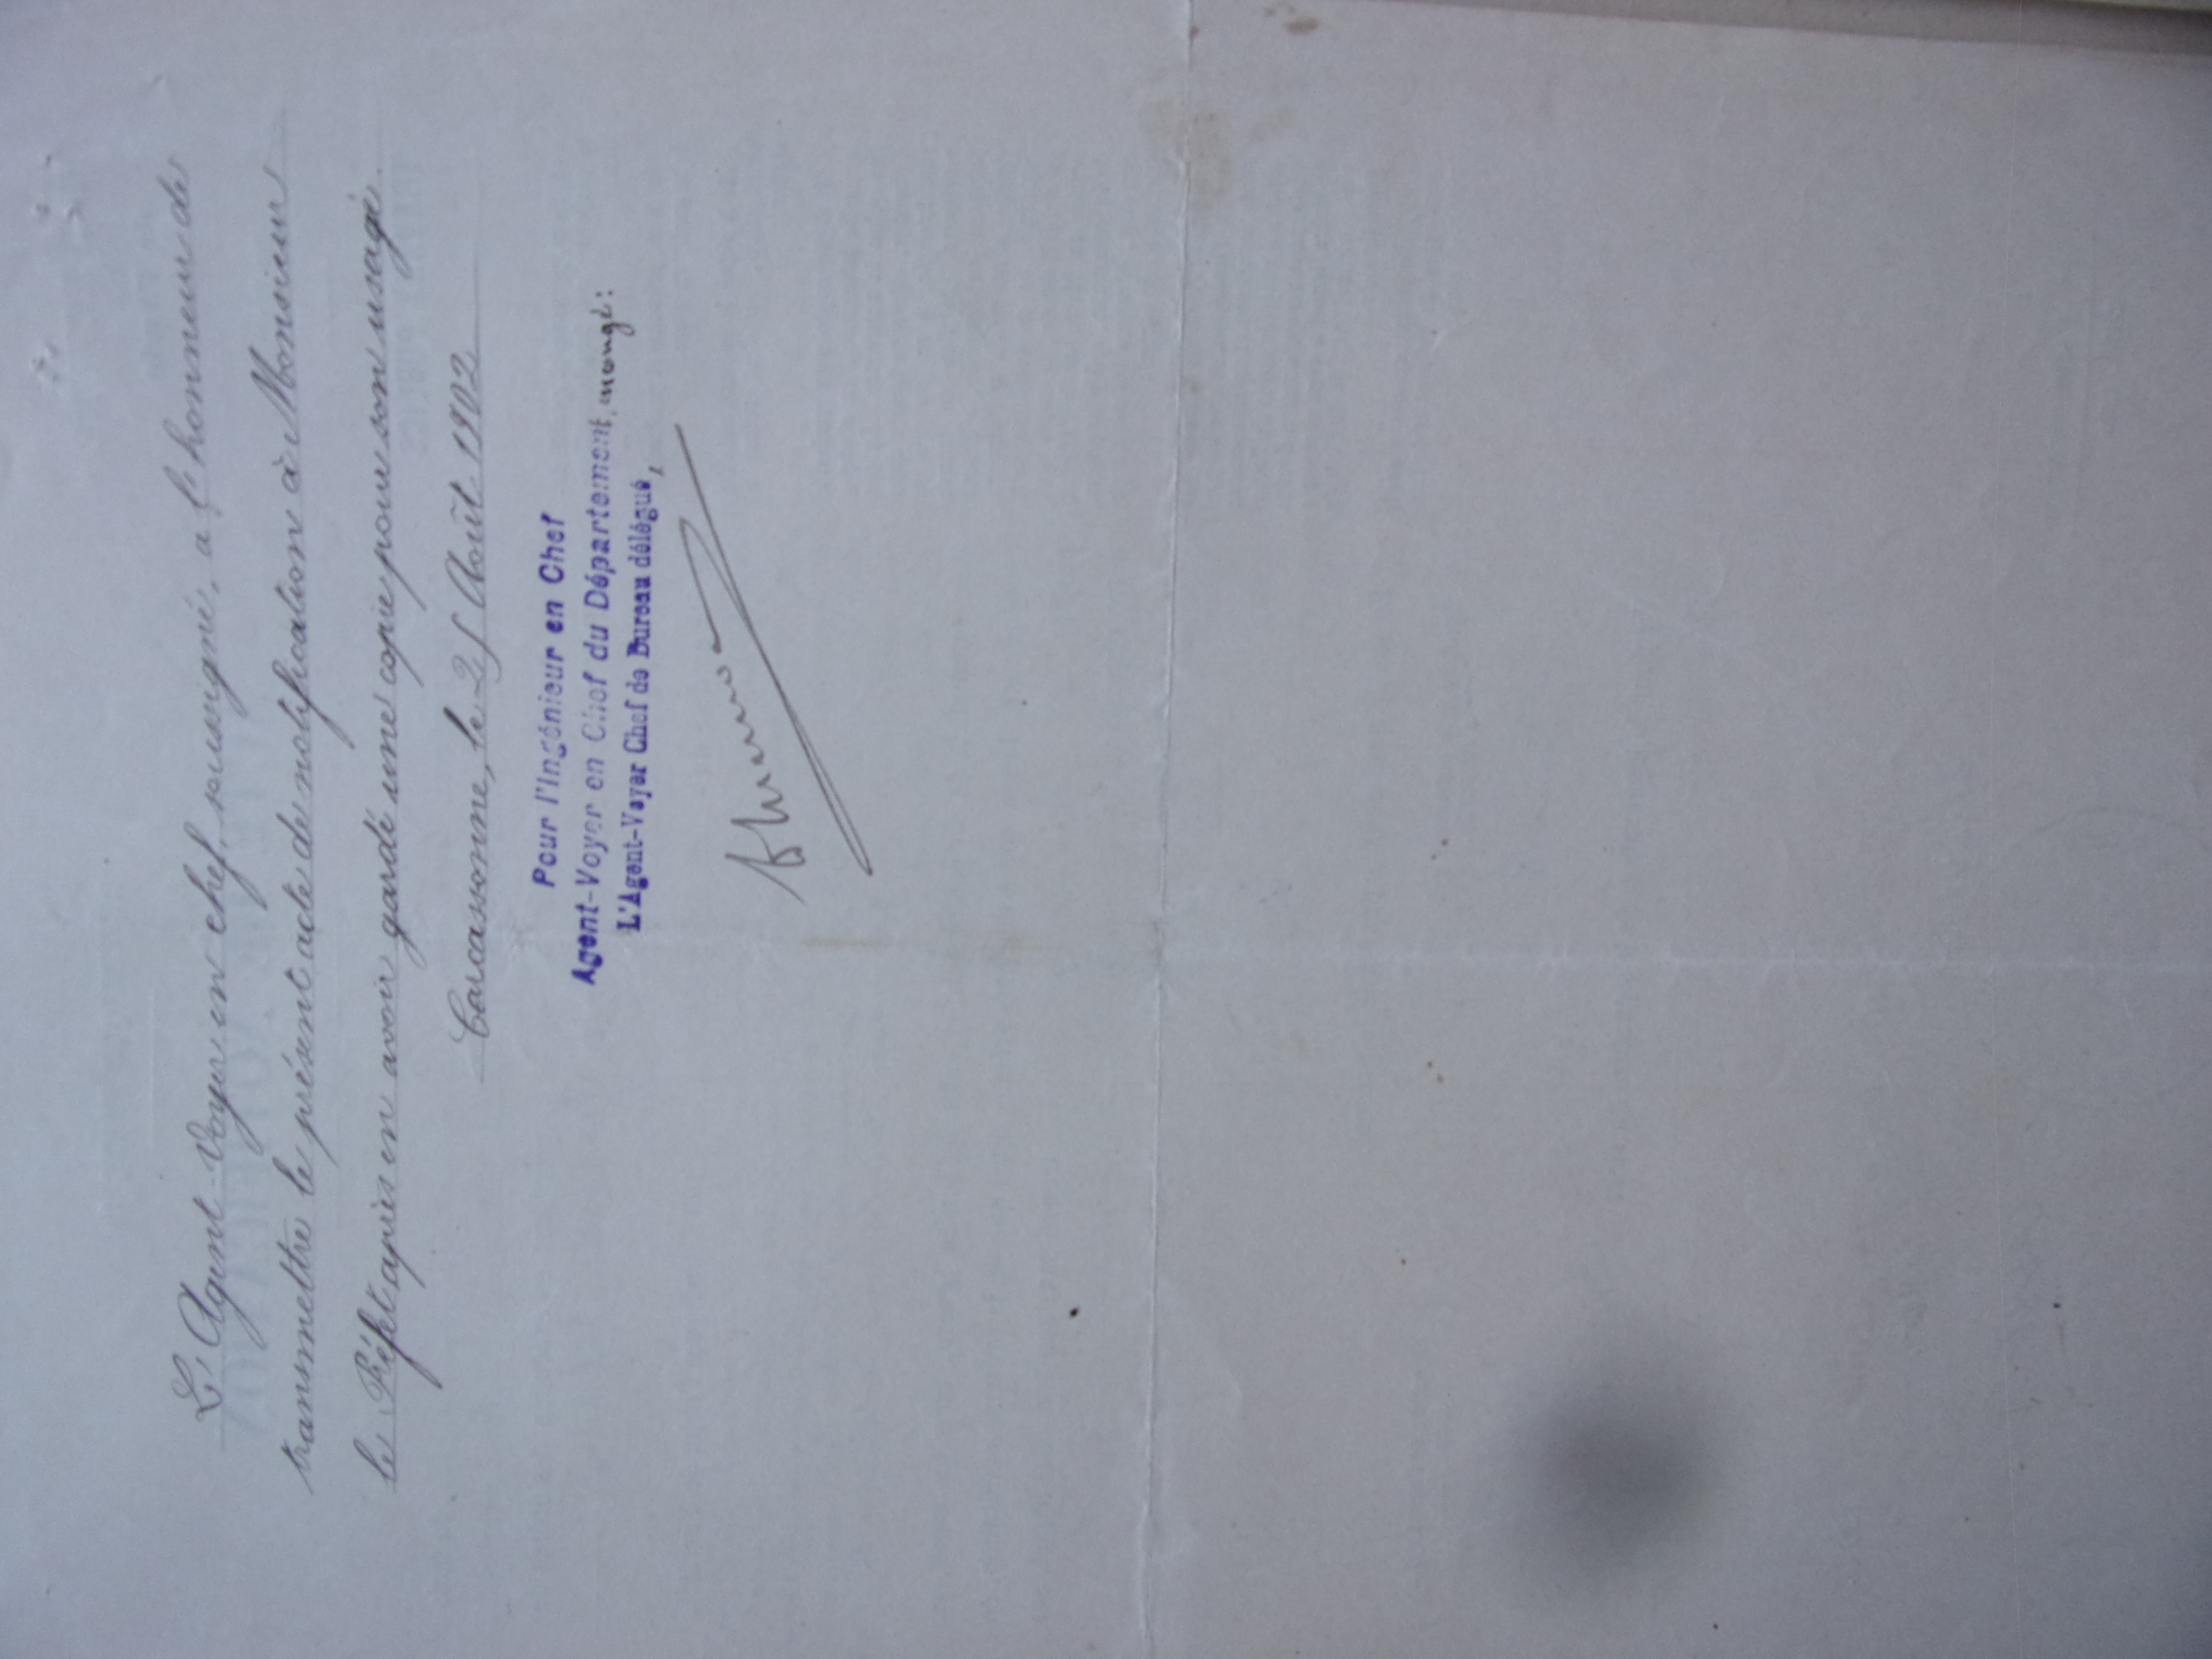 L'Agent-Voyer en chef, soussigné, a l'honneur de
transmettre le présent acte de notification à Monsieur
le Préfet après en avoir gardé une copie pour son usage.
Carcassonne, le 25 Août 1902
Pour l'Ingénieur en Chef
Agent-Voyer en Chef du Département, en congé :
L'Agent-Voyer Chef de Bureau délégué,